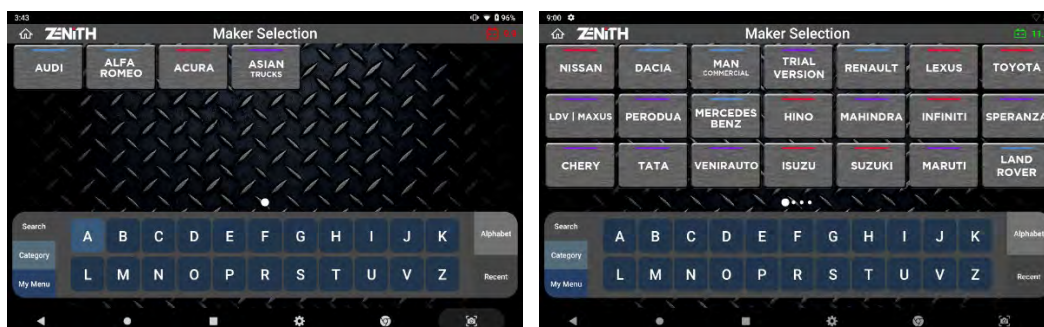 3:43
96%
ZENITH
Maker Selection
AUDI
ALFA
ROMEO
ACURA
ASIAN
TRUCKS
Search
Category
My Menu
A B C D E F G H I J K
L M N O P R S T U V Z
Alphabet
Recent
9:00
ZENITH
Maker Selection
11.
NISSAN
DACIA
MAN
COMMERCIAL
TRIAL
VERSION
RENAULT
LEXUS
TOYOTA
LDV | MAXUS
PERODUA
MERCEDES
BENZ
HINO
MAHINDRA
INFINITI
SPERANZA
CHERY
TATA
VENIRAUTO
ISUZU
SUZUKI
MARUTI
LAND
ROVER
Search
Category
My Menu
A B C D E F G H I J K
L M N O P R S T U V Z
Alphabet
Recent